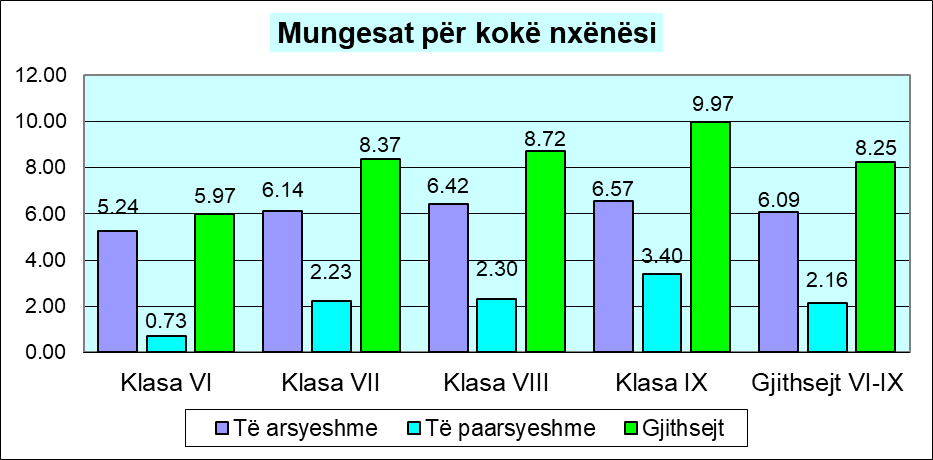 Mungesat për kokë nxënësi
12.00
10.00
8.00
6.00
4.00
2.00
0.00
5.24 0.73 5.97
6.14 2.23 8.37
6.42 2.30 8.72
6.57 3.40 9.97
6.09 2.16 8.25
Klasa VI Klasa VII Klasa VIII Klasa IX Gjithsejt VI-IX
Të arsyeshme Të paarsyeshme Gjithsejt